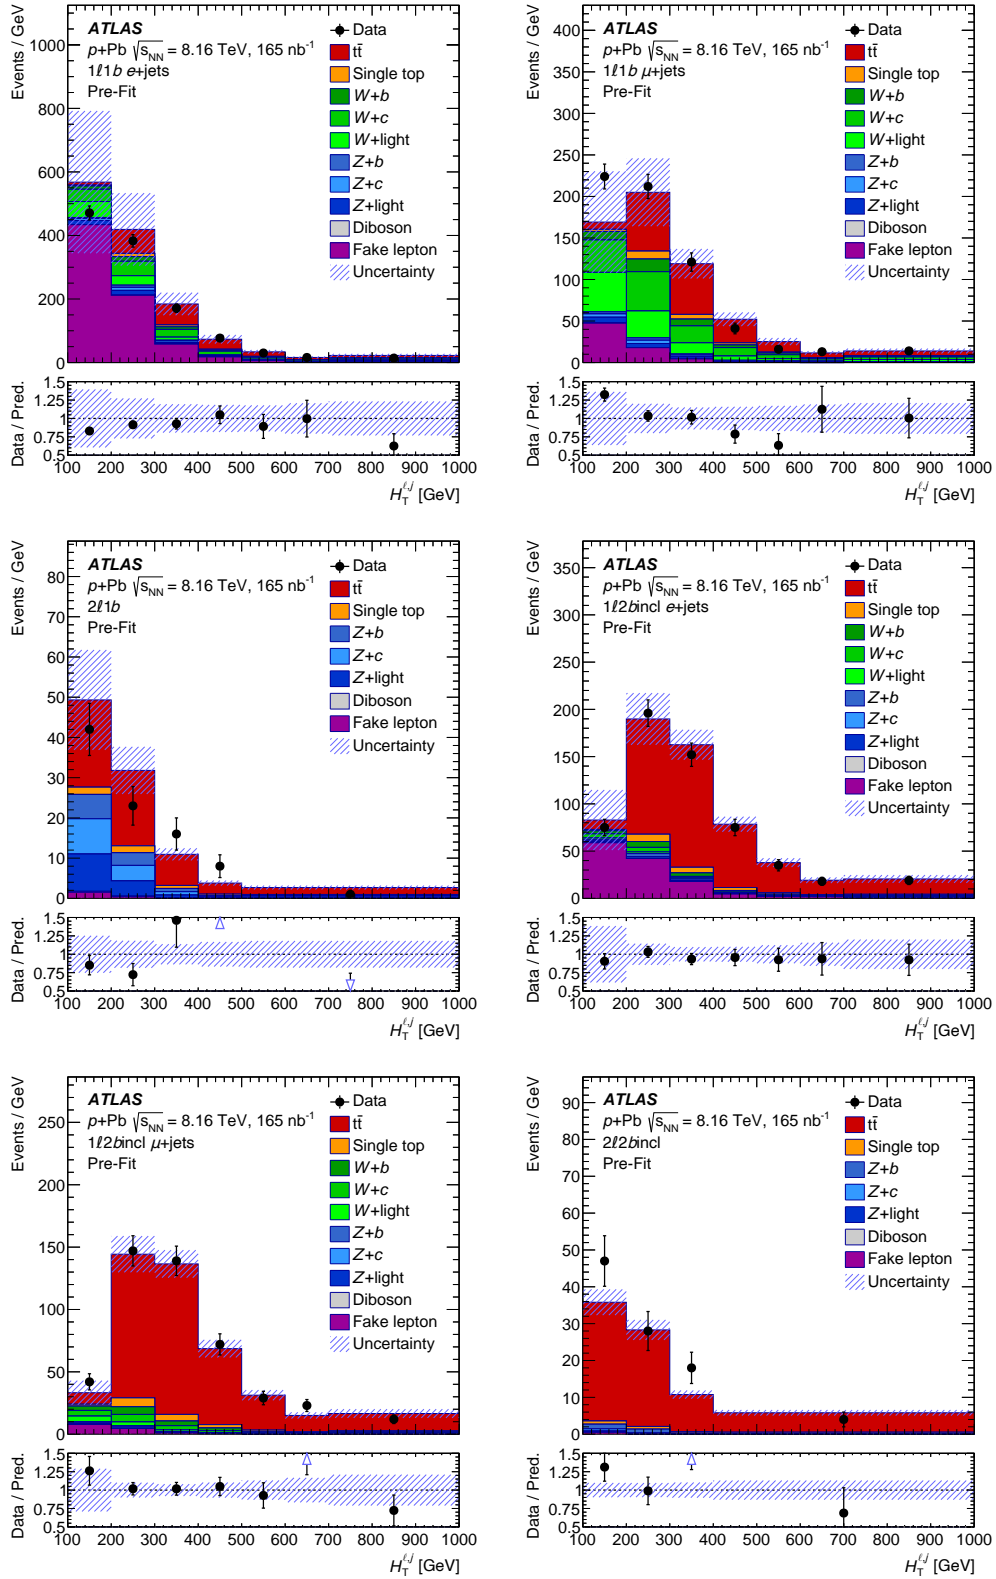 Events / GeV
ATLAS
p+Pb √s_NN = 8.16 TeV, 165 nb⁻¹
1ℓ1b e+jets
Pre-Fit
Data
tt̄
Single top
W+b
W+c
W+light
Z+b
Z+c
Z+light
Diboson
Fake lepton
Uncertainty
1000
800
600
400
200
0
Data / Pred.
1.5
1.25
1
0.75
0.5
100 200 300 400 500 600 700 800 900 1000
H_T^ℓ,j [GeV]
Events / GeV
ATLAS
p+Pb √s_NN = 8.16 TeV, 165 nb⁻¹
1ℓ1b μ+jets
Pre-Fit
Data
tt̄
Single top
W+b
W+c
W+light
Z+b
Z+c
Z+light
Diboson
Fake lepton
Uncertainty
400
350
300
250
200
150
100
50
0
Data / Pred.
1.5
1.25
1
0.75
0.5
100 200 300 400 500 600 700 800 900 1000
H_T^ℓ,j [GeV]
Events / GeV
ATLAS
p+Pb √s_NN = 8.16 TeV, 165 nb⁻¹
2ℓ1b
Pre-Fit
Data
tt̄
Single top
Z+b
Z+c
Z+light
Diboson
Fake lepton
Uncertainty
80
70
60
50
40
30
20
10
0
Data / Pred.
1.5
1.25
1
0.75
0.5
100 200 300 400 500 600 700 800 900 1000
H_T^ℓ,j [GeV]
Events / GeV
ATLAS
p+Pb √s_NN = 8.16 TeV, 165 nb⁻¹
1ℓ2bincl e+jets
Pre-Fit
Data
tt̄
Single top
W+b
W+c
W+light
Z+b
Z+c
Z+light
Diboson
Fake lepton
Uncertainty
350
300
250
200
150
100
50
0
Data / Pred.
1.5
1.25
1
0.75
0.5
100 200 300 400 500 600 700 800 900 1000
H_T^ℓ,j [GeV]
Events / GeV
ATLAS
p+Pb √s_NN = 8.16 TeV, 165 nb⁻¹
1ℓ2bincl μ+jets
Pre-Fit
Data
tt̄
Single top
W+b
W+c
W+light
Z+b
Z+c
Z+light
Diboson
Fake lepton
Uncertainty
250
200
150
100
50
0
Data / Pred.
1.5
1.25
1
0.75
0.5
100 200 300 400 500 600 700 800 900 1000
H_T^ℓ,j [GeV]
Events / GeV
ATLAS
p+Pb √s_NN = 8.16 TeV, 165 nb⁻¹
2ℓ2bincl
Pre-Fit
Data
tt̄
Single top
Z+b
Z+c
Z+light
Diboson
Fake lepton
Uncertainty
90
80
70
60
50
40
30
20
10
0
Data / Pred.
1.5
1.25
1
0.75
0.5
100 200 300 400 500 600 700 800 900 1000
H_T^ℓ,j [GeV]